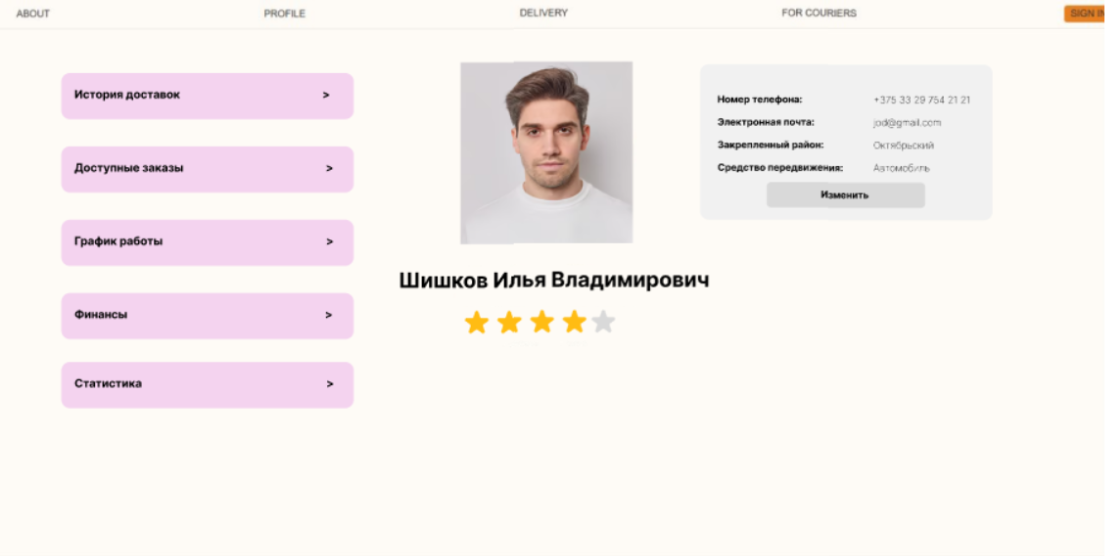 ABOUT PROFILE DELIVERY FOR COURIERS SIGN IN
История доставок >
Доступные заказы >
График работы >
Финансы >
Статистика >
Шишков Илья Владимирович
Номер телефона: +375 33 29 754 21 21
Электронная почта: jod@gmail.com
Закрепленный район: Октябрьский
Средство передвижения: Автомобиль
Изменить